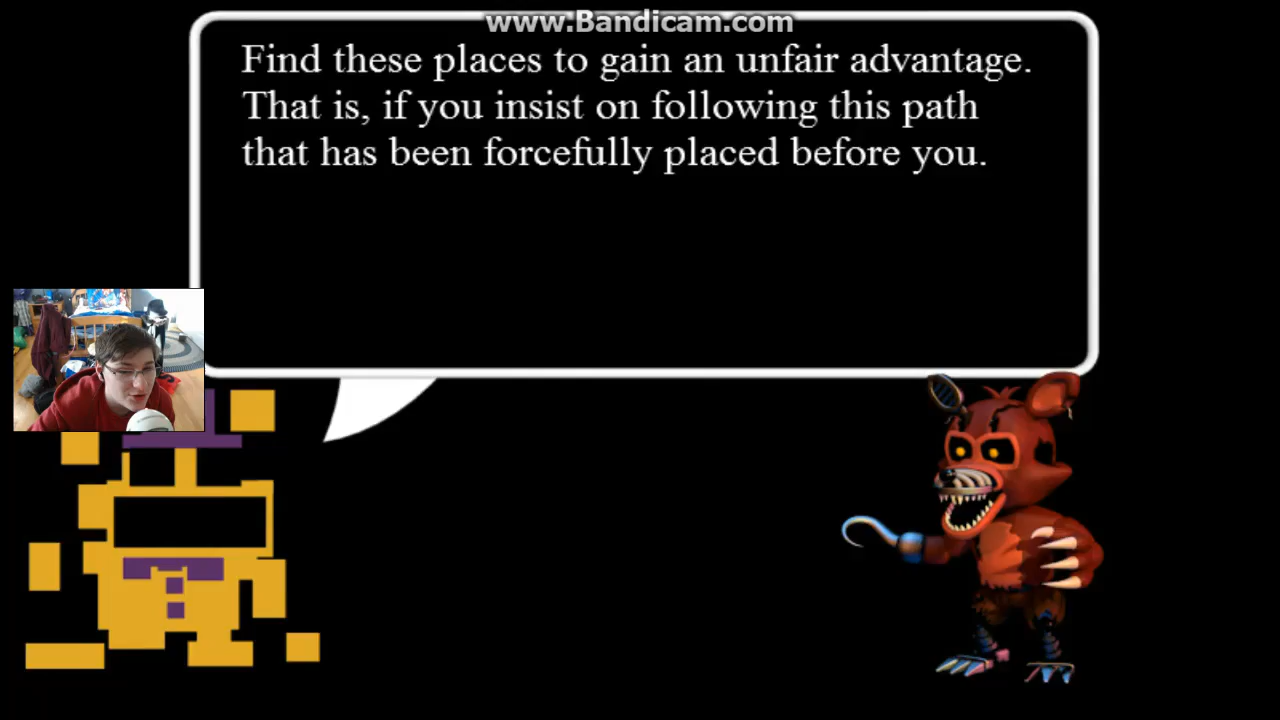 www.Bandicam.com
Find these places to gain an unfair advantage.
That is, if you insist on following this path
that has been forcefully placed before you.